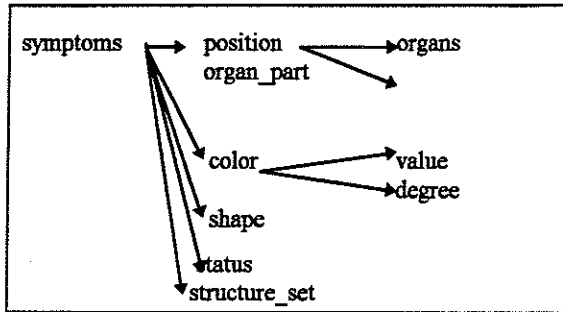 symptoms position organs
organ_part
color value
degree
shape
status
structure_set